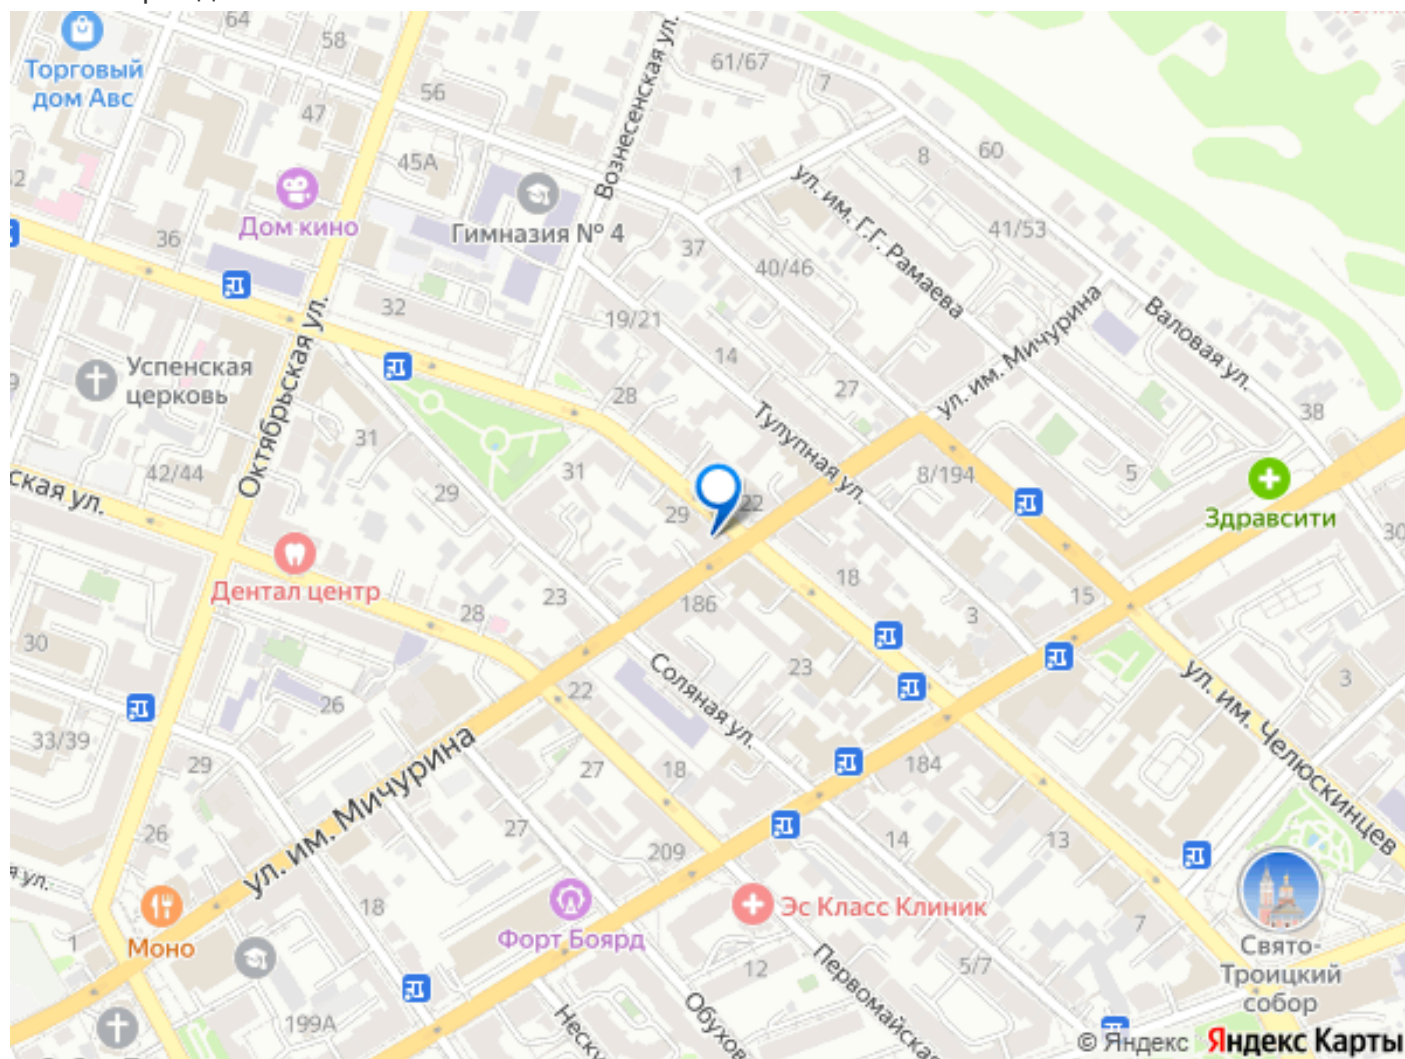 64
58
Торговый
дом Авс
61/67
7
56
47
Вознесенская ул.
45А
8
60
1
ул. им. Г.Г. Рамаева
Дом кино
Гимназия № 4
36
37
41/53
40/46
32
19/21
14
Валовая ул.
ул. им. Мичурина
Успенская
церковь
28
27
38
Тулупная ул.
Октябрьская ул.
31
42/44
31
8/194
5
ская ул.
29
29
22
Здравсити
30
Дентал центр
23
18
15
28
186
3
30
Соляная ул.
23
ул. им. Челюскинцев
3
26
22
33/39
29
27
18
184
ул. им. Мичурина
26
27
14
13
209
я ул.
18
Эс Класс Клиник
Моно
Форт Боярд
7
1
Свято-
Троицкий
собор
12
5/7
Первомайская
199А
Неску
Обухов
© Яндекс Яндекс Карты